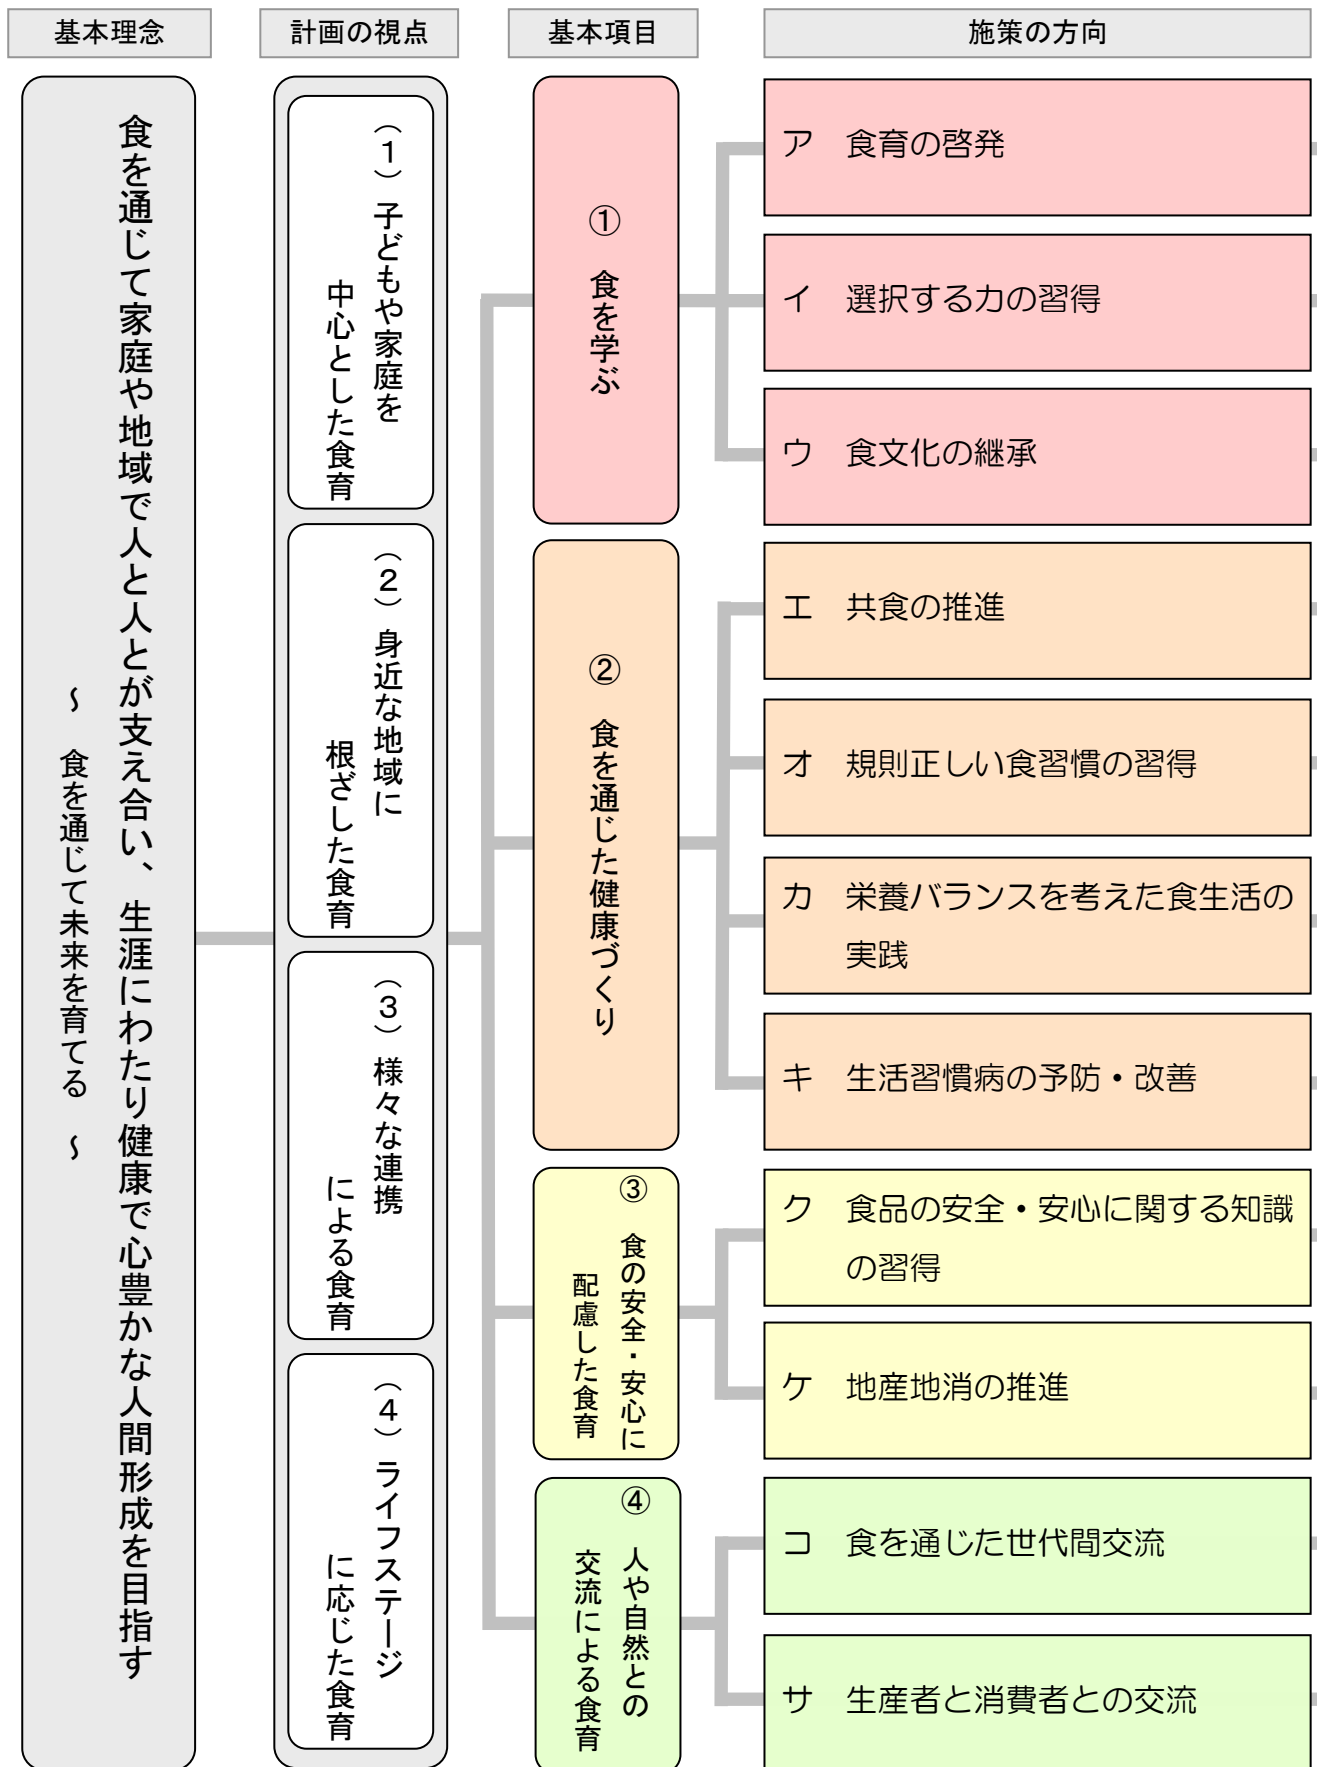 基本理念
計画の視点
基本項目
施策の方向
食を通じて家庭や地域で人と人とが支え合い、生涯にわたり健康で心豊かな人間形成を目指す
～　食を通じて未来を育てる　～
（１）子どもや家庭を
中心とした食育
（２）身近な地域に
根ざした食育
（３）様々な連携
による食育
（４）ライフステージ
に応じた食育
①　食を学ぶ
ア　食育の啓発
イ　選択する力の習得
ウ　食文化の継承
②　食を通じた健康づくり
エ　共食の推進
オ　規則正しい食習慣の習得
カ　栄養バランスを考えた食生活の
実践
キ　生活習慣病の予防・改善
③　食の安全・安心に
配慮した食育
ク　食品の安全・安心に関する知識
の習得
ケ　地産地消の推進
④　人や自然との
交流による食育
コ　食を通じた世代間交流
サ　生産者と消費者との交流